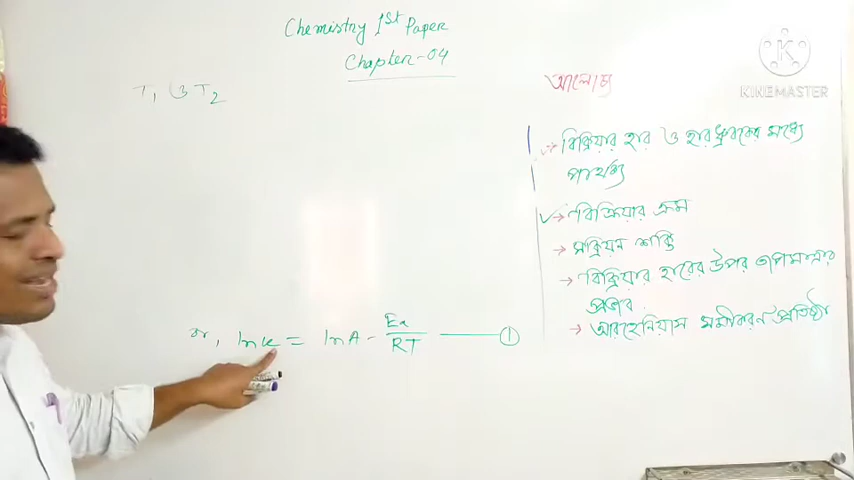 Chemistry 1st Paper
Chapter-04
T1 ও T2
আলোচ্য
KINEMASTER
→ বিক্রিয়ার হার ও হার ধ্রুবকের মধ্যে
পার্থক্য
→ বিক্রিয়ার ক্রম
→ সক্রিয়ন শক্তি
→ বিক্রিয়ার হারের উপর তাপমাত্রার
প্রভাব
→ আরহেনিয়াস সমীকরণ প্রতিষ্ঠা
or, lnk = lnA - Ea/RT ——— ①